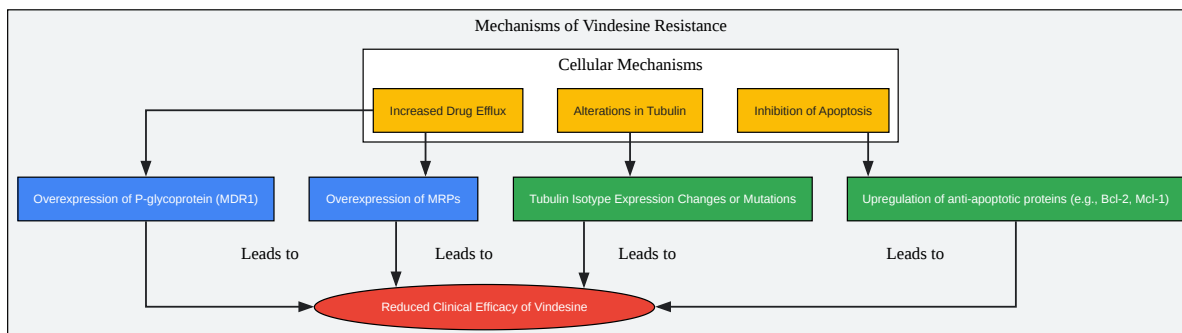 Mechanisms of Vindesine Resistance
Cellular Mechanisms
Increased Drug Efflux
Alterations in Tubulin
Inhibition of Apoptosis
Overexpression of P-glycoprotein (MDR1)
Overexpression of MRPs
Tubulin Isotype Expression Changes or Mutations
Upregulation of anti-apoptotic proteins (e.g., Bcl-2, Mcl-1)
Leads to
Leads to
Leads to
Leads to
Reduced Clinical Efficacy of Vindesine